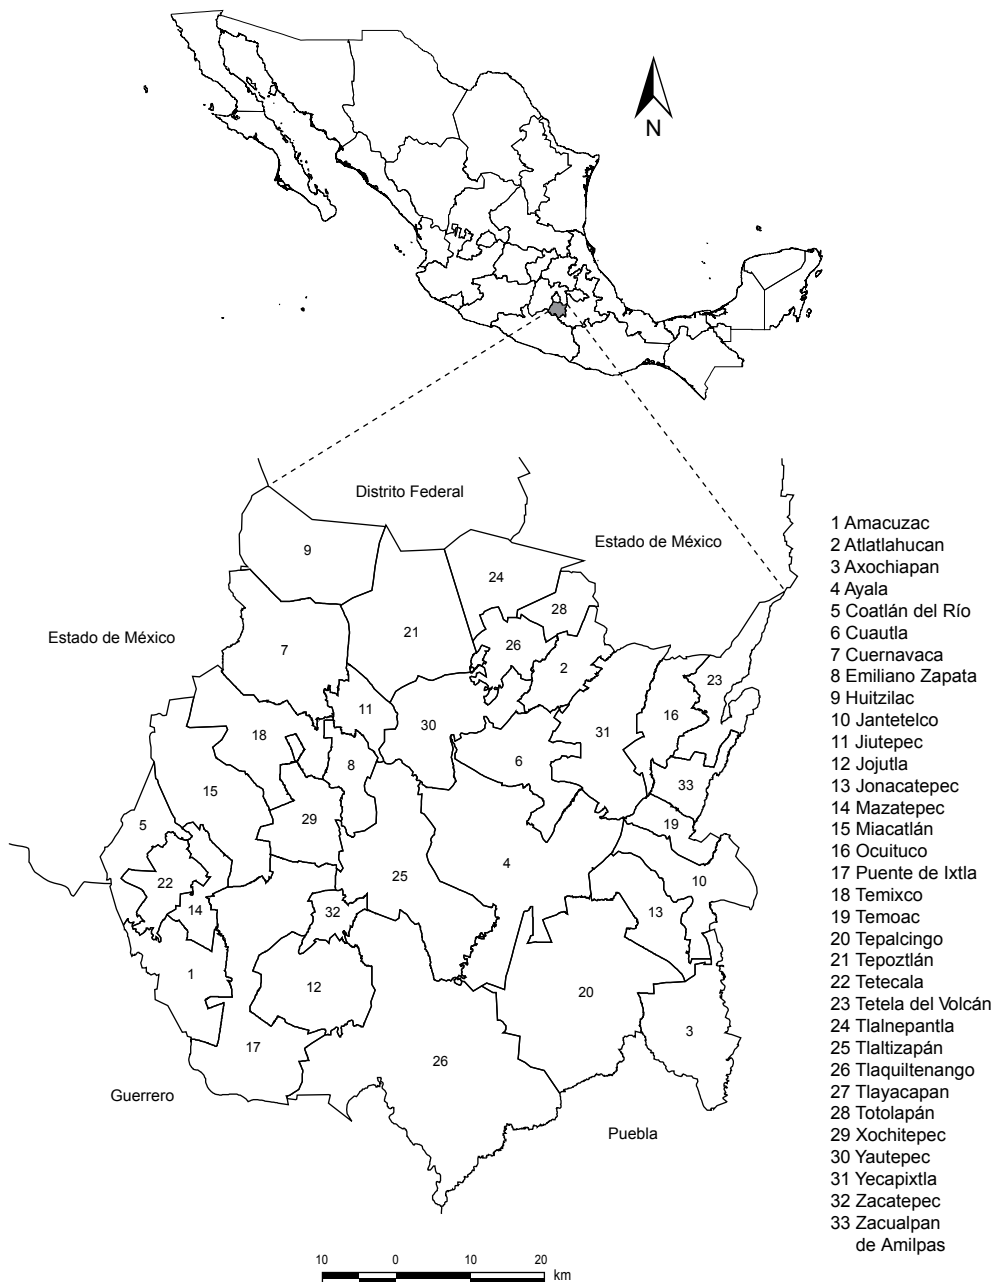 N
Distrito Federal
Estado de México
Estado de México
9
24
28
21
26
7
2
23
16
11
30
31
18
8
6
33
15
29
19
5
4
22
25
10
14
32
13
1
12
20
3
17
26
Guerrero
Puebla
1 Amacuzac
2 Atlatlahucan
3 Axochiapan
4 Ayala
5 Coatlán del Río
6 Cuautla
7 Cuernavaca
8 Emiliano Zapata
9 Huitzilac
10 Jantetelco
11 Jiutepec
12 Jojutla
13 Jonacatepec
14 Mazatepec
15 Miacatlán
16 Ocuituco
17 Puente de Ixtla
18 Temixco
19 Temoac
20 Tepalcingo
21 Tepoztlán
22 Tetecala
23 Tetela del Volcán
24 Tlalnepantla
25 Tlaltizapán
26 Tlaquiltenango
27 Tlayacapan
28 Totolapán
29 Xochitepec
30 Yautepec
31 Yecapixtla
32 Zacatepec
33 Zacualpan
de Amilpas
10 0 10 20
km